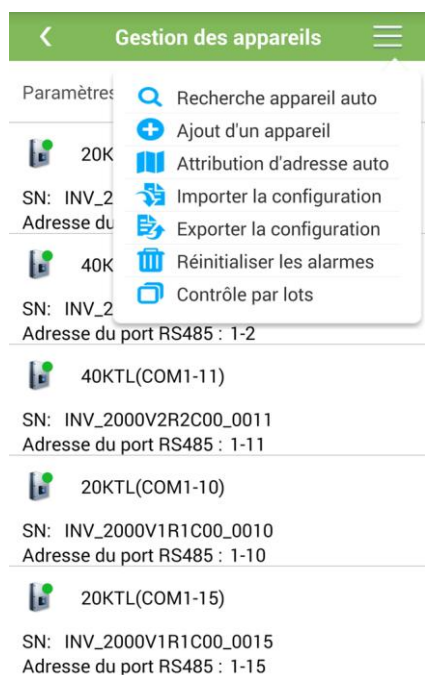 Gestion des appareils
Paramètres
Recherche appareil auto
Ajout d'un appareil
Attribution d'adresse auto
Importer la configuration
Exporter la configuration
Réinitialiser les alarmes
Contrôle par lots
20K
SN: INV_2
Adresse du
40K
SN: INV_2
Adresse du port RS485 : 1-2
40KTL(COM1-11)
SN: INV_2000V2R2C00_0011
Adresse du port RS485 : 1-11
20KTL(COM1-10)
SN: INV_2000V1R1C00_0010
Adresse du port RS485 : 1-10
20KTL(COM1-15)
SN: INV_2000V1R1C00_0015
Adresse du port RS485 : 1-15